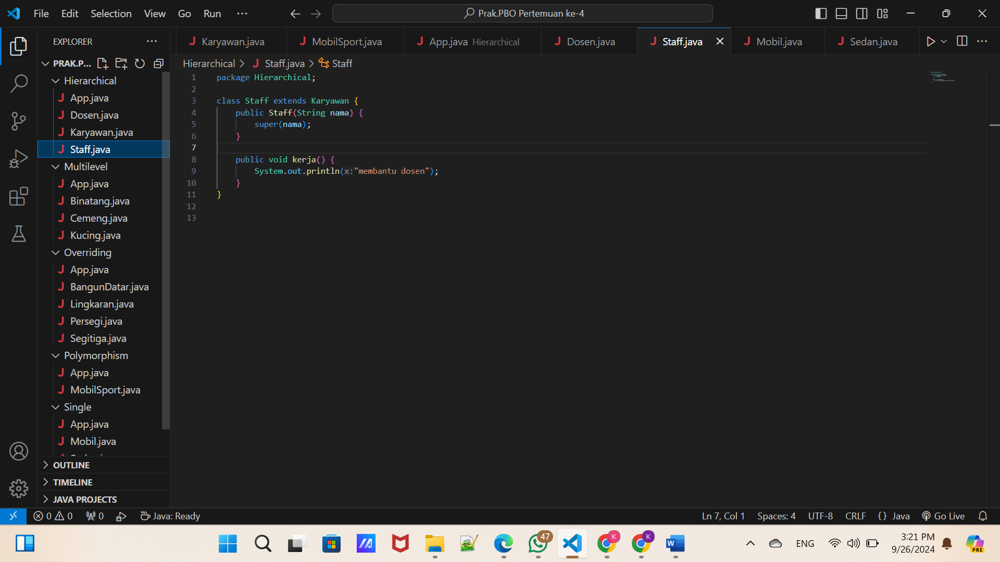 File Edit Selection View Go Run ···
Prak.PBO Pertemuan ke-4
EXPLORER
Karyawan.java MobilSport.java App.java Hierarchical Dosen.java Staff.java Mobil.java Sedan.java
PRAK.P...
Hierarchical
App.java
Dosen.java
Karyawan.java
Staff.java
Multilevel
App.java
Binatang.java
Cemeng.java
Kucing.java
Overriding
App.java
BangunDatar.java
Lingkaran.java
Persegi.java
Segitiga.java
Polymorphism
App.java
MobilSport.java
Single
App.java
Mobil.java
OUTLINE
TIMELINE
JAVA PROJECTS
Hierarchical > Staff.java > Staff
1 package Hierarchical;
2
3 class Staff extends Karyawan {
4 public Staff(String nama) {
5 super(nama);
6 }
7
8 public void kerja() {
9 System.out.println(x:"membantu dosen");
10 }
11 }
12
13
0 0 0 Java: Ready
Ln 7, Col 1 Spaces: 4 UTF-8 CRLF {} Java Go Live
47
K
K
W
ENG
3:21 PM
9/26/2024
PRE